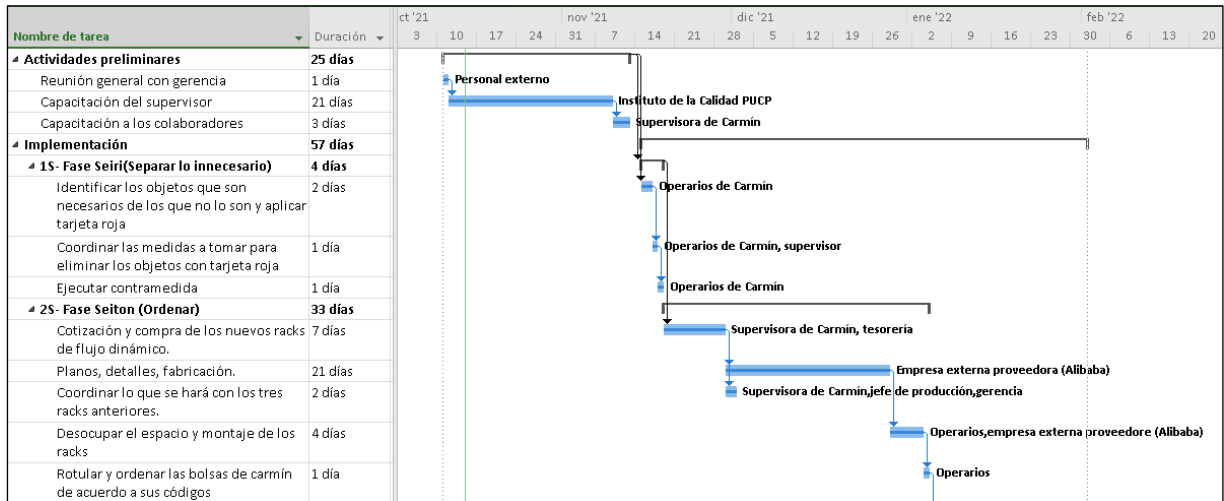 ct '21 nov '21 dic '21 ene '22 feb '22
Nombre de tarea Duración 3 10 17 24 31 7 14 21 28 5 12 19 26 2 9 16 23 30 6 13 20
Actividades preliminares 25 días
Reunión general con gerencia 1 día Personal externo
Capacitación del supervisor 21 días Instituto de la Calidad PUCP
Capacitación a los colaboradores 3 días Supervisora de Carmín
Implementación 57 días
1S- Fase Seiri(Separar lo innecesario) 4 días
Identificar los objetos que son 2 días Operarios de Carmín
necesarios de los que no lo son y aplicar
tarjeta roja
Coordinar las medidas a tomar para 1 día Operarios de Carmín, supervisor
eliminar los objetos con tarjeta roja
Ejecutar contramedida 1 día Operarios de Carmín
2S- Fase Seiton (Ordenar) 33 días
Cotización y compra de los nuevos racks 7 días Supervisora de Carmín, tesorería
de flujo dinámico.
Planos, detalles, fabricación. 21 días Empresa externa proveedora (Alibaba)
Coordinar lo que se hará con los tres 2 días Supervisora de Carmín,jefe de producción,gerencia
racks anteriores.
Desocupar el espacio y montaje de los 4 días Operarios,empresa externa proveedore (Alibaba)
racks
Rotular y ordenar las bolsas de carmín 1 día Operarios
de acuerdo a sus códigos